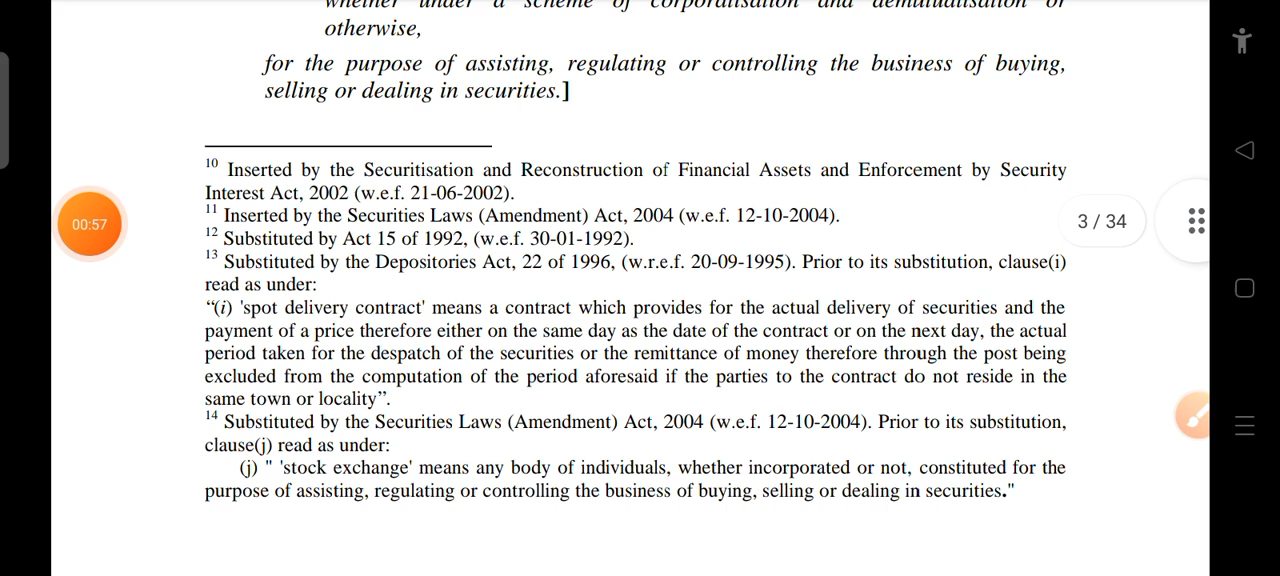 whether under a scheme of corporatisation and demutualisation or
otherwise,
for the purpose of assisting, regulating or controlling the business of buying,
selling or dealing in securities.]
10 Inserted by the Securitisation and Reconstruction of Financial Assets and Enforcement by Security
Interest Act, 2002 (w.e.f. 21-06-2002).
11 Inserted by the Securities Laws (Amendment) Act, 2004 (w.e.f. 12-10-2004).
12 Substituted by Act 15 of 1992, (w.e.f. 30-01-1992).
13 Substituted by the Depositories Act, 22 of 1996, (w.r.e.f. 20-09-1995). Prior to its substitution, clause(i)
read as under:
“(i) 'spot delivery contract' means a contract which provides for the actual delivery of securities and the
payment of a price therefore either on the same day as the date of the contract or on the next day, the actual
period taken for the despatch of the securities or the remittance of money therefore through the post being
excluded from the computation of the period aforesaid if the parties to the contract do not reside in the
same town or locality”.
14 Substituted by the Securities Laws (Amendment) Act, 2004 (w.e.f. 12-10-2004). Prior to its substitution,
clause(j) read as under:
(j) " 'stock exchange' means any body of individuals, whether incorporated or not, constituted for the
purpose of assisting, regulating or controlling the business of buying, selling or dealing in securities."
00:57
3 / 34